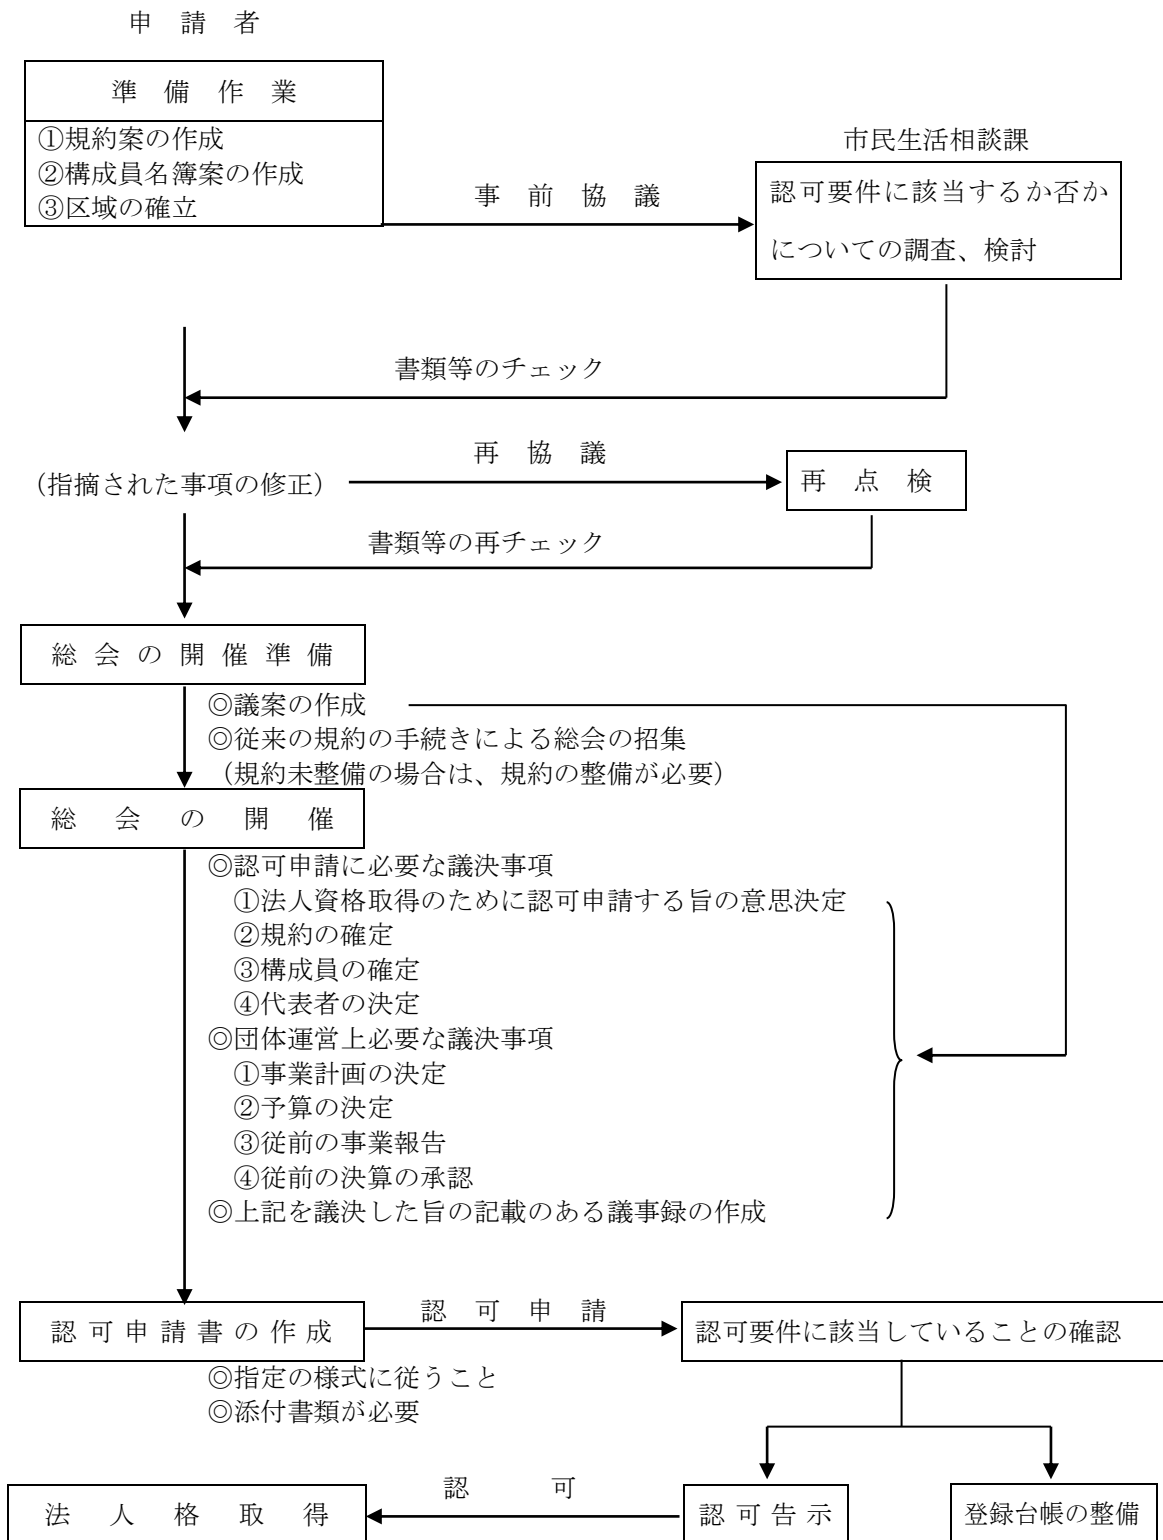 申請者
準備作業
①規約案の作成
②構成員名簿案の作成
③区域の確立
事前協議
市民生活相談課
認可要件に該当するか否か
についての調査、検討
書類等のチェック
再協議
（指摘された事項の修正）
再点検
書類等の再チェック
総会の開催準備
◎議案の作成
◎従来の規約の手続きによる総会の招集
（規約未整備の場合は、規約の整備が必要）
総会の開催
◎認可申請に必要な議決事項
①法人資格取得のために認可申請する旨の意思決定
②規約の確定
③構成員の確定
④代表者の決定
◎団体運営上必要な議決事項
①事業計画の決定
②予算の決定
③従前の事業報告
④従前の決算の承認
◎上記を議決した旨の記載のある議事録の作成
認可申請書の作成
認可申請
認可要件に該当していることの確認
◎指定の様式に従うこと
◎添付書類が必要
法人格取得
認可
認可告示
登録台帳の整備